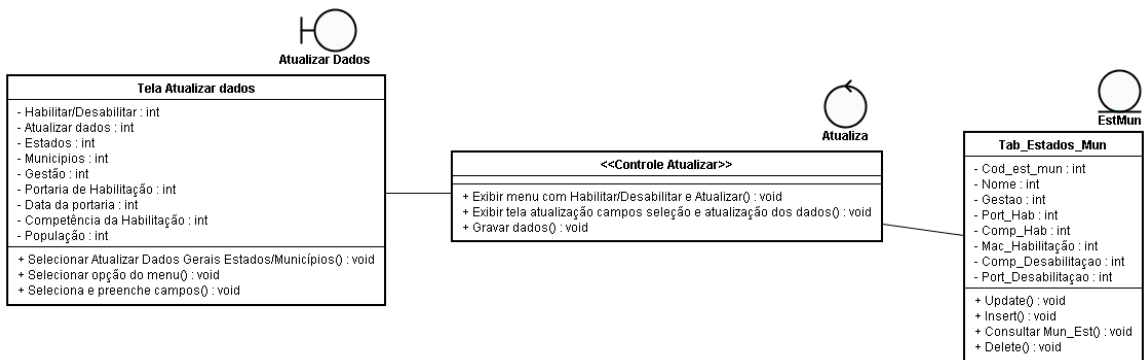 Atualizar Dados
Tela Atualizar dados
- Habilitar/Desabilitar : int
- Atualizar dados : int
- Estados : int
- Municipios : int
- Gestão : int
- Portaria de Habilitação : int
- Data da portaria : int
- Competência da Habilitação : int
- População : int
+ Selecionar Atualizar Dados Gerais Estados/Municípios() : void
+ Selecionar opção do menu() : void
+ Seleciona e preenche campos() : void
Atualiza
<<Controle Atualizar>>
+ Exibir menu com Habilitar/Desabilitar e Atualizar() : void
+ Exibir tela atualização campos seleção e atualização dos dados() : void
+ Gravar dados() : void
EstMun
Tab_Estados_Mun
- Cod_est_mun : int
- Nome : int
- Gestao : int
- Port_Hab : int
- Comp_Hab : int
- Mac_Habilitação : int
- Comp_Desabilitaçao : int
- Port_Desabilitaçao : int
+ Update() : void
+ Insert() : void
+ Consultar Mun_Est() : void
+ Delete() : void